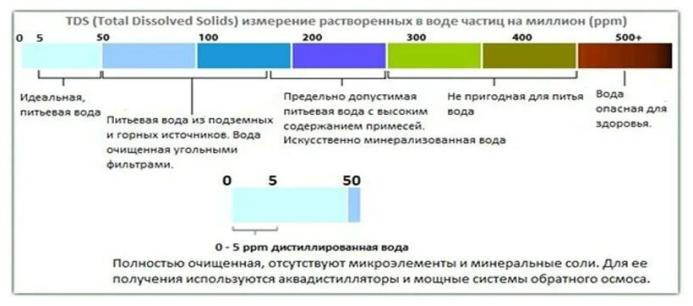 TDS (Total Dissolved Solids) измерение растворенных в воде частиц на миллион (ppm)
0 5 50 100 200 300 400 500+
Идеальная,
питьевая вода
Питьевая вода из подземных
и горных источников. Вода
очищенная угольными
фильтрами.
Предельно допустимая
питьевая вода с высоким
содержанием примесей.
Искусственно минерализованная вода
Не пригодная для питья
вода
Вода
опасная для
здоровья.
0 5 50
0 - 5 ppm дистиллированная вода
Полностью очищенная, отсутствуют микроэлементы и минеральные соли. Для ее
получения используются аквадистилляторы и мощные системы обратного осмоса.